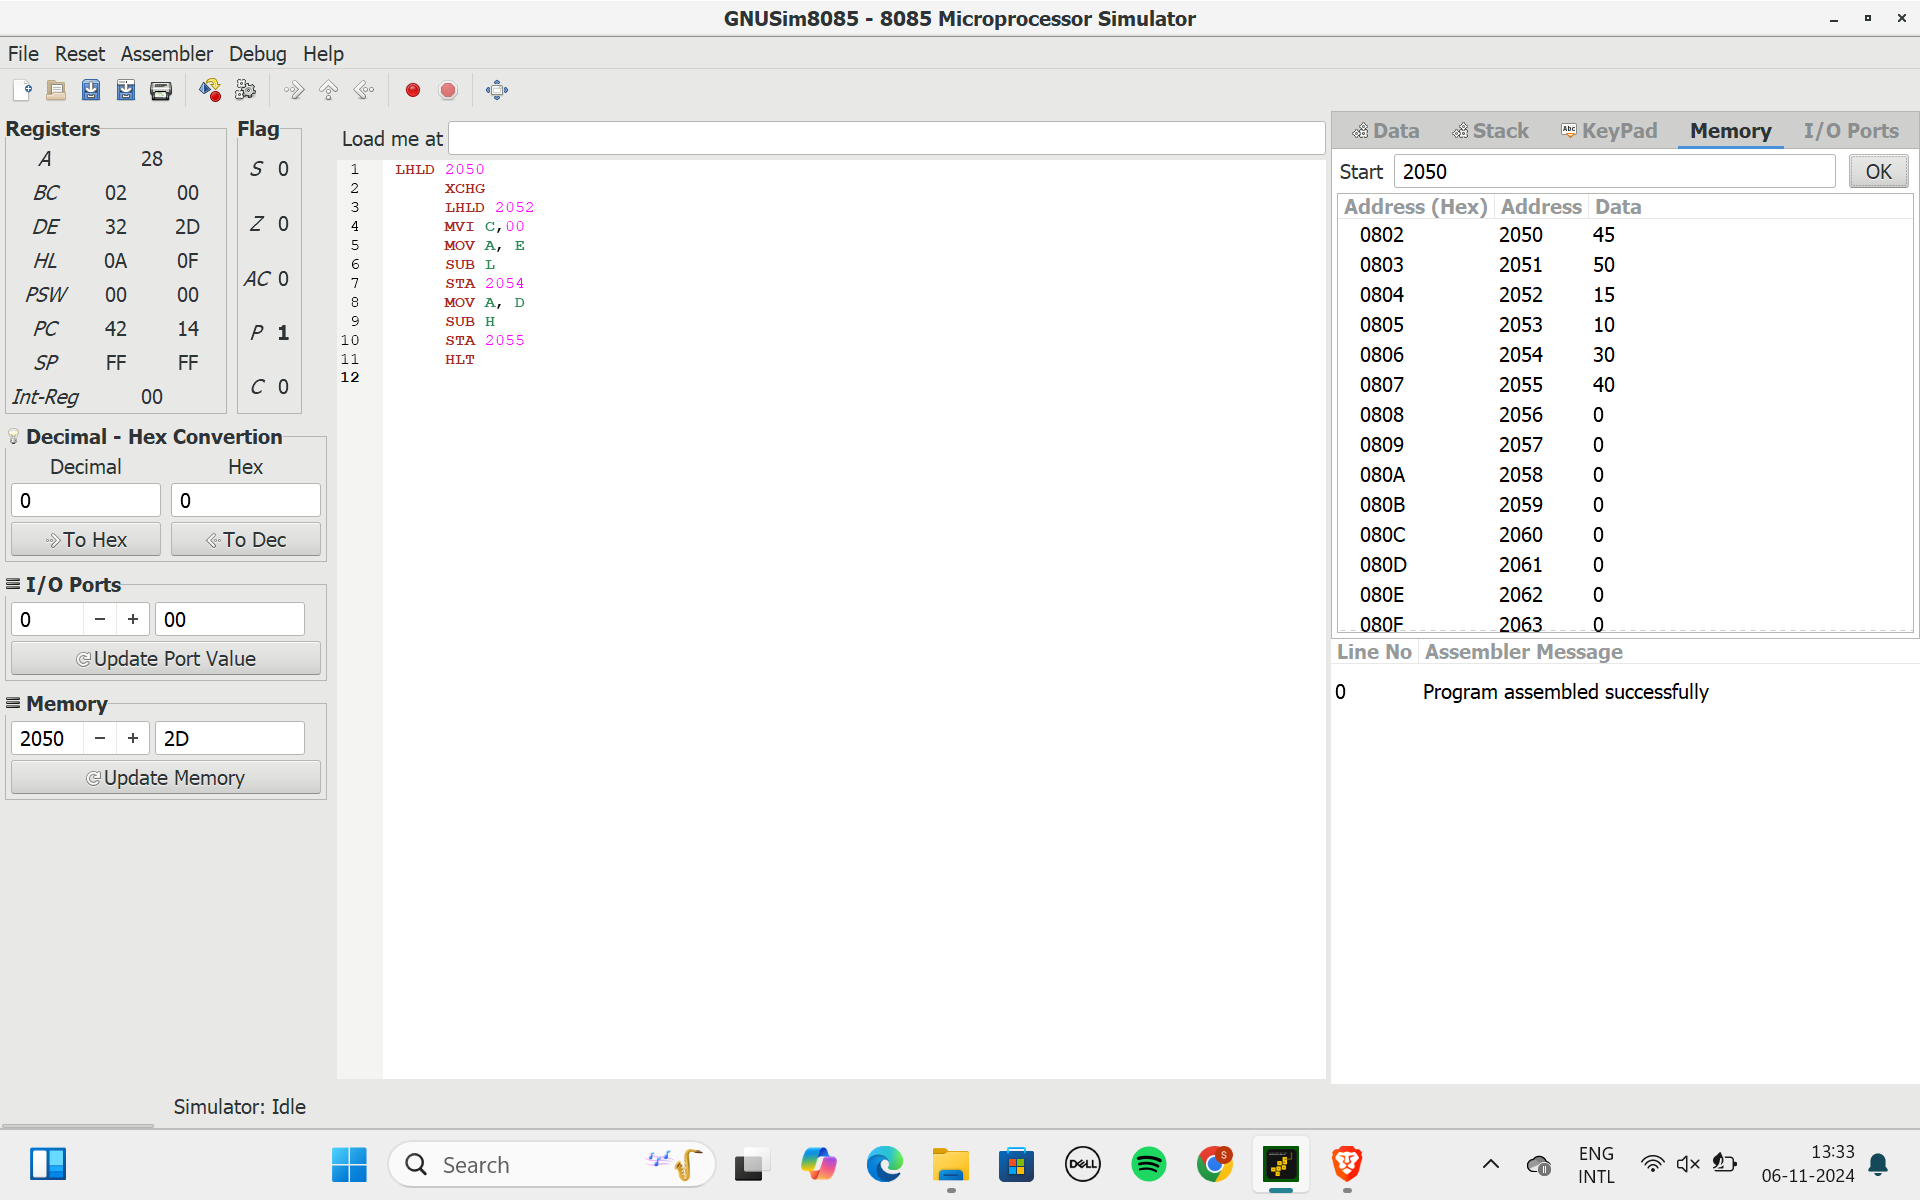 GNUSim8085 - 8085 Microprocessor Simulator
File Reset Assembler Debug Help
Registers
A 28
BC 02 00
DE 32 2D
HL 0A 0F
PSW 00 00
PC 42 14
SP FF FF
Int-Reg 00
Flag
S 0
Z 0
AC 0
P 1
C 0
Decimal - Hex Convertion
Decimal Hex
0 0
To Hex To Dec
I/O Ports
0 − + 00
Update Port Value
Memory
2050 − + 2D
Update Memory
Load me at
1 LHLD 2050
2 XCHG
3 LHLD 2052
4 MVI C,00
5 MOV A, E
6 SUB L
7 STA 2054
8 MOV A, D
9 SUB H
10 STA 2055
11 HLT
12
Data Stack Abc KeyPad Memory I/O Ports
Start 2050 OK
Address (Hex) Address Data
0802 2050 45
0803 2051 50
0804 2052 15
0805 2053 10
0806 2054 30
0807 2055 40
0808 2056 0
0809 2057 0
080A 2058 0
080B 2059 0
080C 2060 0
080D 2061 0
080E 2062 0
080F 2063 0
Line No Assembler Message
0 Program assembled successfully
Simulator: Idle
Search
DELL
S
ENG
INTL
13:33
06-11-2024